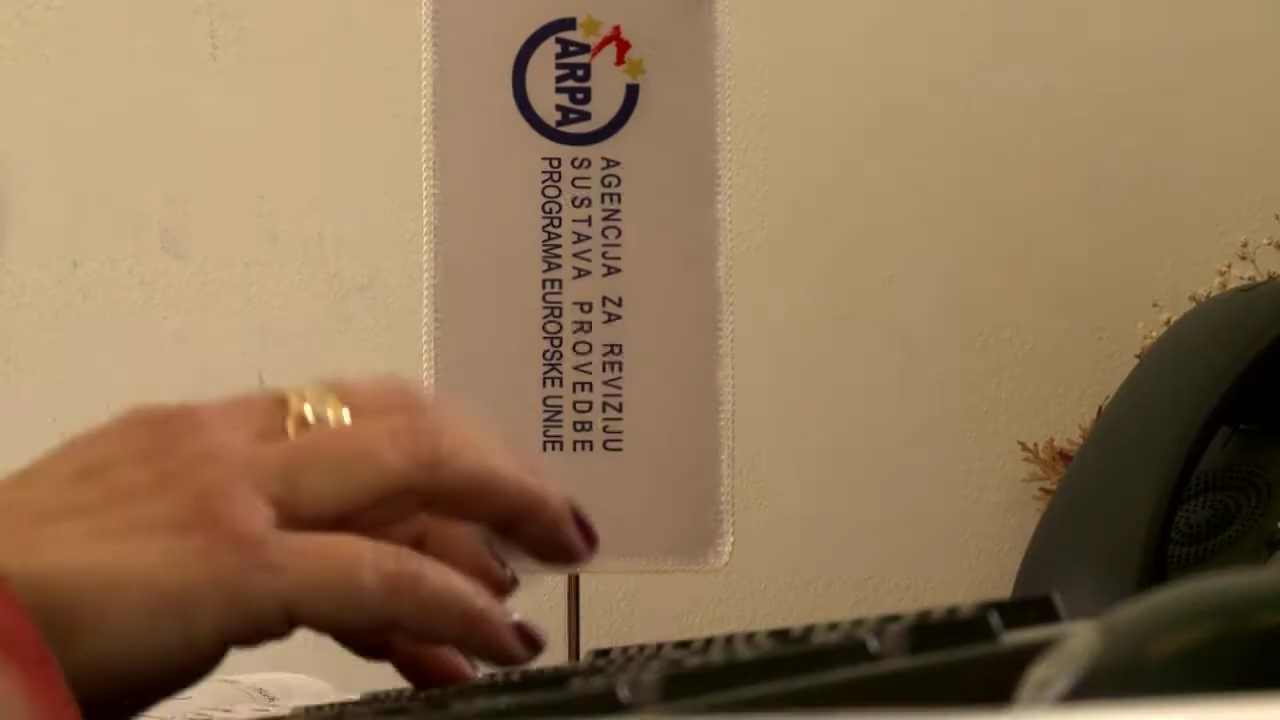 ARPA
AGENCIJA ZA REVIZIJU
SUSTAVA PROVEDBE
PROGRAMA EUROPSKE UNIJE